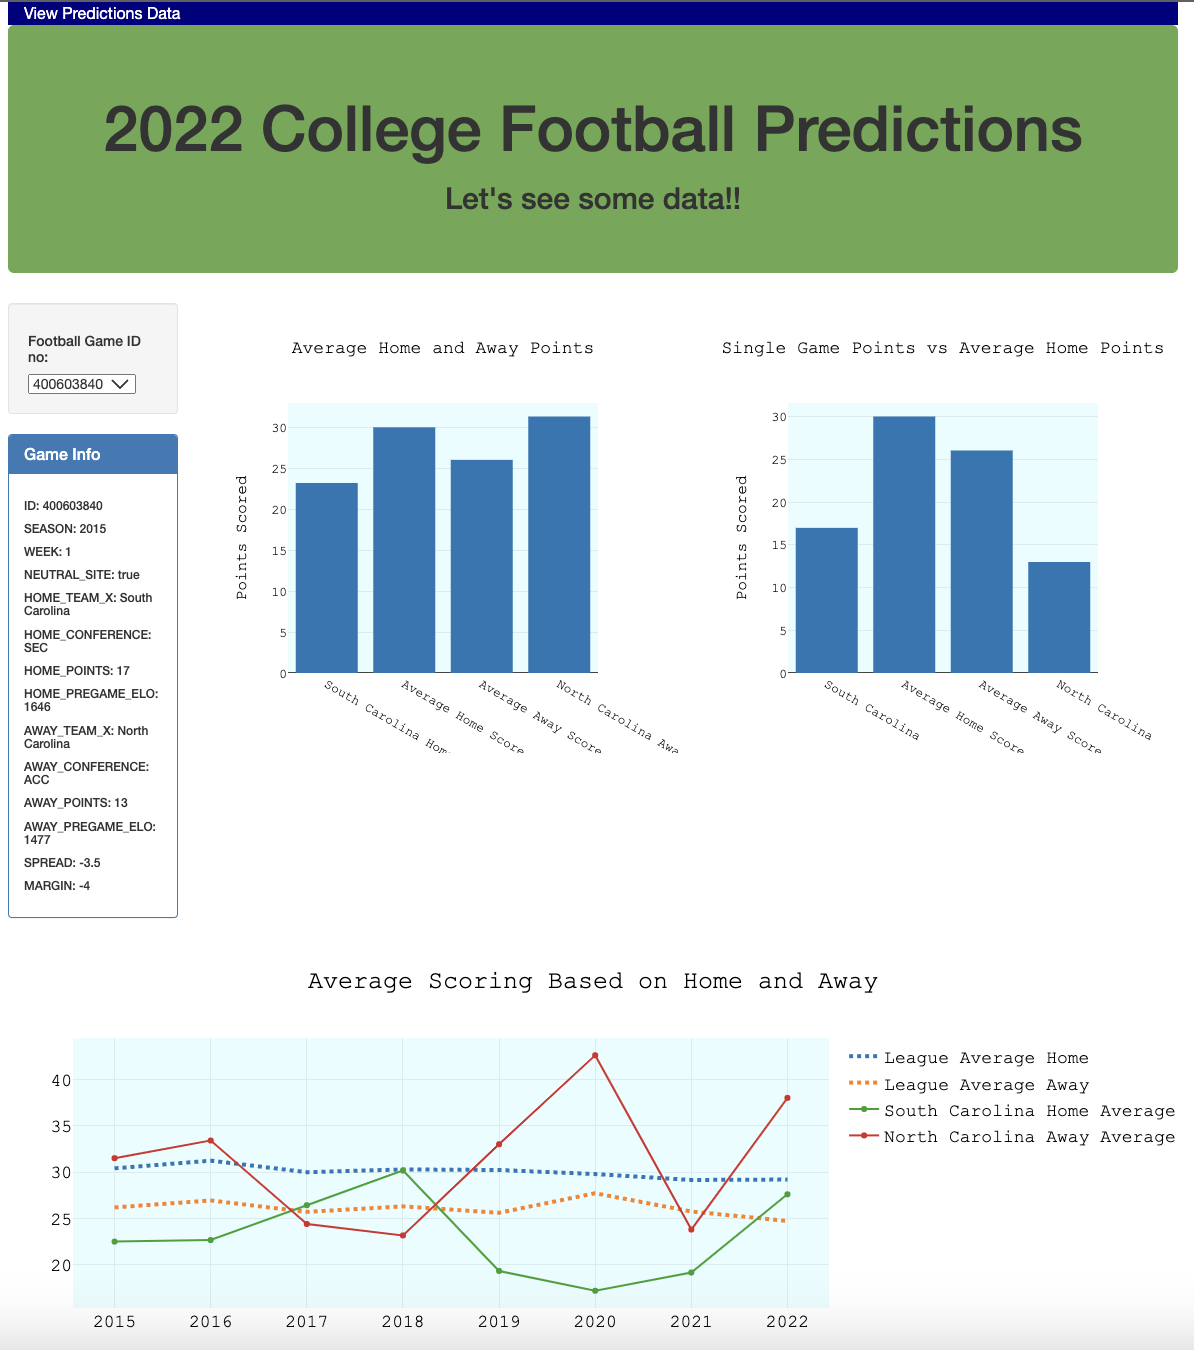 View Predictions Data
2022 College Football Predictions
Let's see some data!!
Football Game ID
no:
400603840
Game Info
ID: 400603840
SEASON: 2015
WEEK: 1
NEUTRAL_SITE: true
HOME_TEAM_X: South
Carolina
HOME_CONFERENCE:
SEC
HOME_POINTS: 17
HOME_PREGAME_ELO:
1646
AWAY_TEAM_X: North
Carolina
AWAY_CONFERENCE:
ACC
AWAY_POINTS: 13
AWAY_PREGAME_ELO:
1477
SPREAD: -3.5
MARGIN: -4
Average Home and Away Points
Points Scored
30
25
20
15
10
5
0
South Carolina Hom
Average Home Score
Average Away Score
North Carolina Awa
Single Game Points vs Average Home Points
Points Scored
30
25
20
15
10
5
0
South Carolina
Average Home Score
Average Away Score
North Carolina
Average Scoring Based on Home and Away
40
35
30
25
20
2015 2016 2017 2018 2019 2020 2021 2022
League Average Home
League Average Away
South Carolina Home Average
North Carolina Away Average